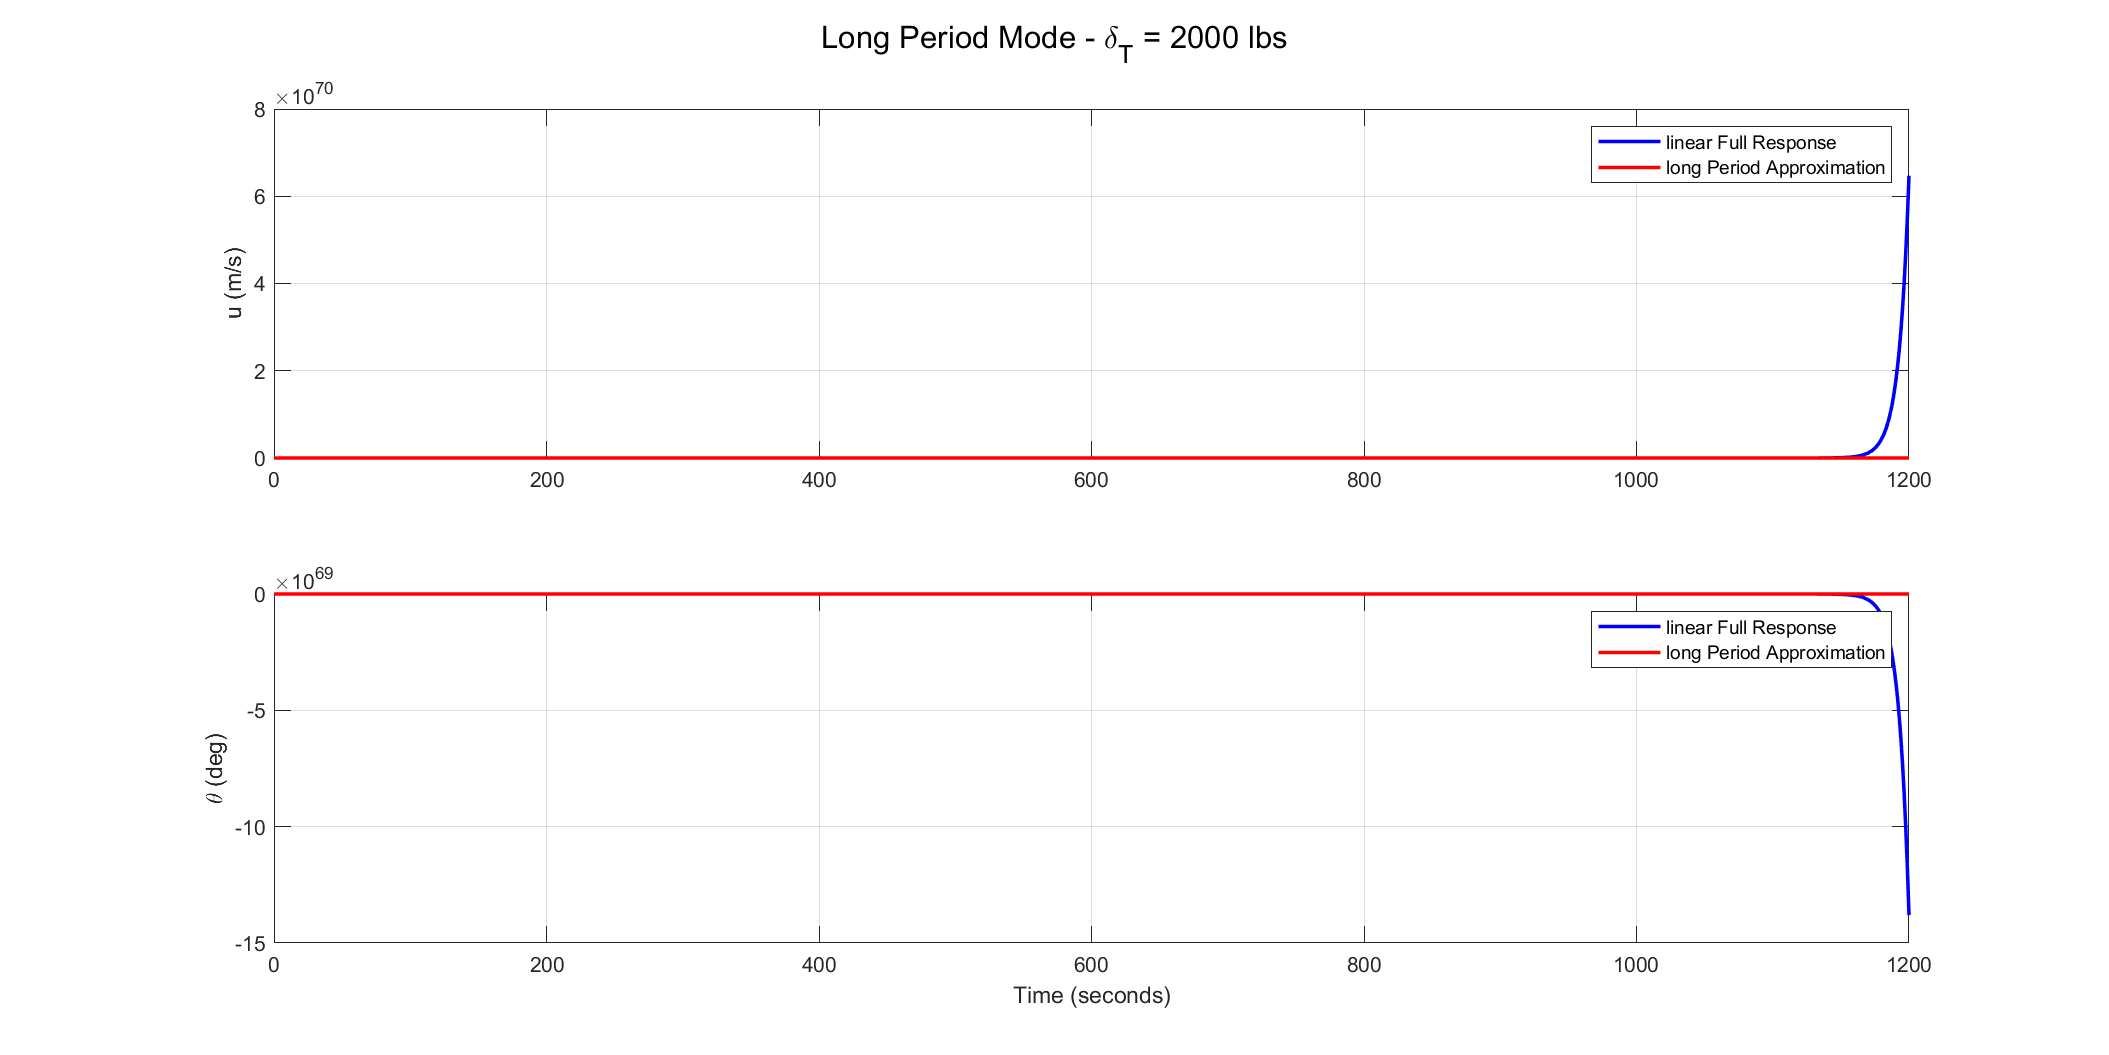 Long Period Mode - δT = 2000 lbs
×10^70
8
6
4
2
0
u (m/s)
linear Full Response
long Period Approximation
0 200 400 600 800 1000 1200
×10^69
0
-5
-10
-15
θ (deg)
linear Full Response
long Period Approximation
0 200 400 600 800 1000 1200
Time (seconds)